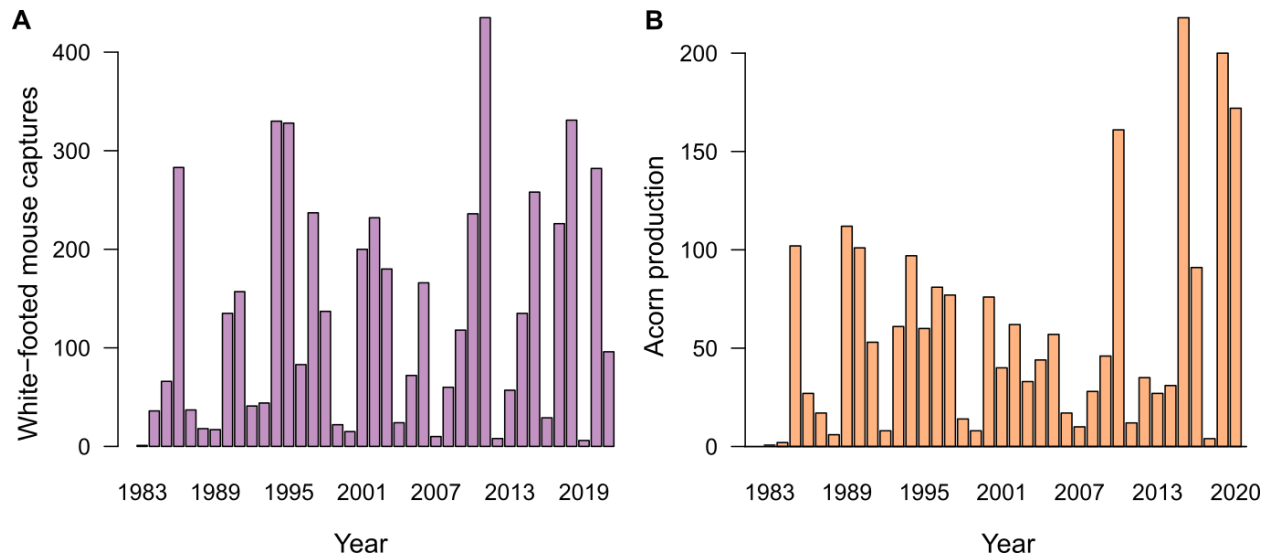 A
White−footed mouse captures
400
300
200
100
0
1983 1989 1995 2001 2007 2013 2019
Year
B
Acorn production
200
150
100
50
0
1983 1989 1995 2001 2007 2013 2020
Year